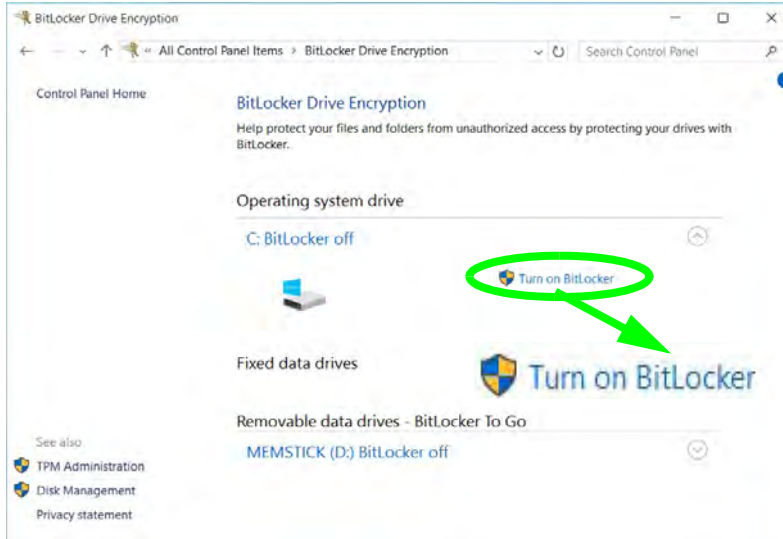 BitLocker Drive Encryption
« All Control Panel Items > BitLocker Drive Encryption
Search Control Panel
Control Panel Home
BitLocker Drive Encryption
Help protect your files and folders from unauthorized access by protecting your drives with
BitLocker.
Operating system drive
C: BitLocker off
Turn on BitLocker
Fixed data drives
Turn on BitLocker
Removable data drives - BitLocker To Go
MEMSTICK (D:) BitLocker off
See also
TPM Administration
Disk Management
Privacy statement